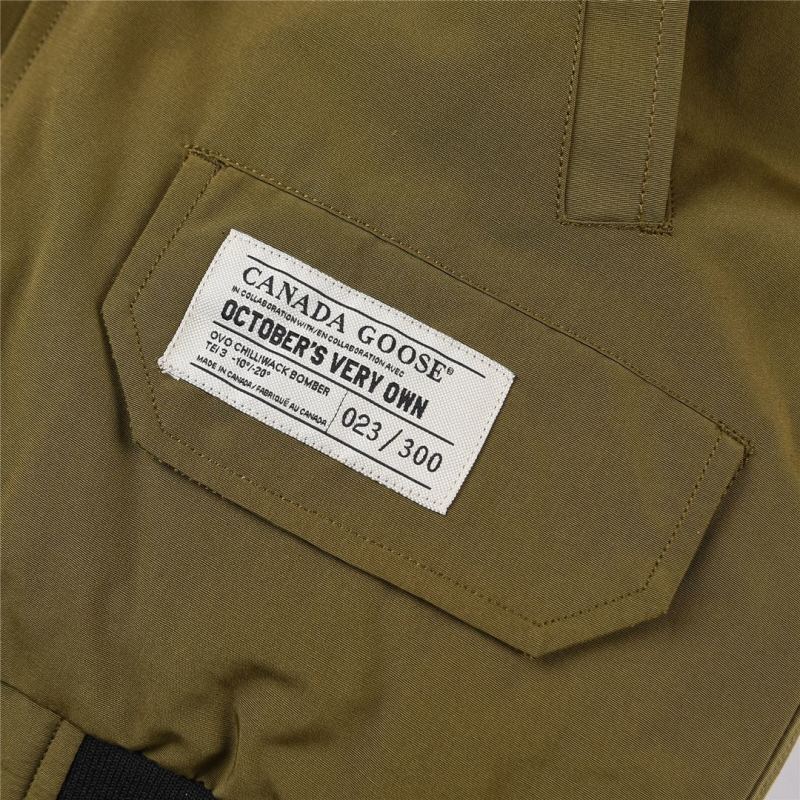 CANADA GOOSE®
IN COLLABORATION WITH/EN COLLABORATION AVEC
OCTOBER'S VERY OWN
OVO CHILLIWACK BOMBER
TEI 3 -10°/-20°
MADE IN CANADA / FABRIQUÉ AU CANADA
023/300